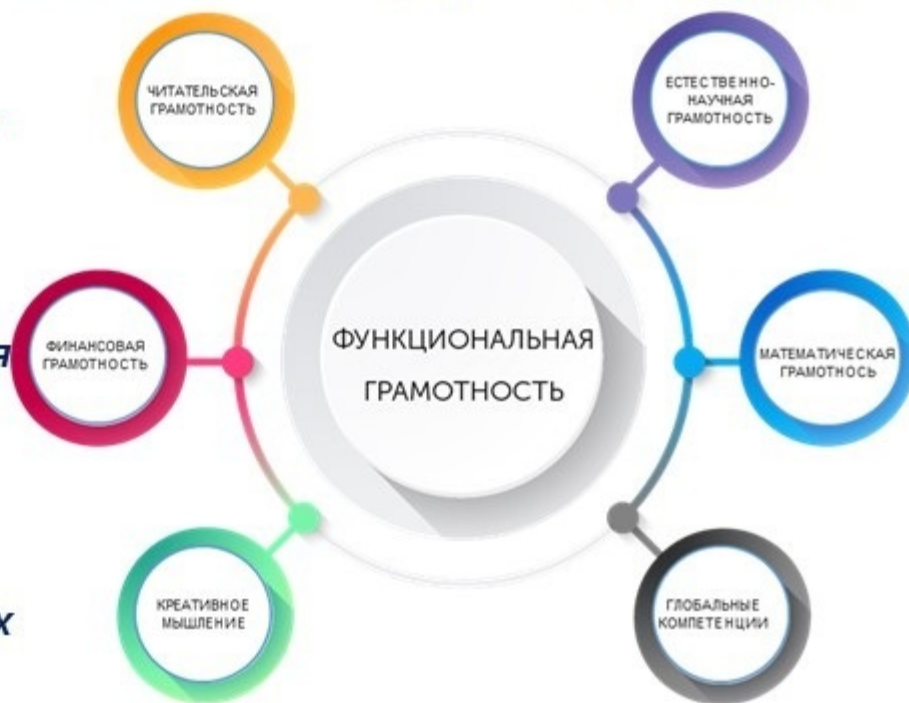 ЧИТАТЕЛЬСКАЯ
ГРАМОТНОСТЬ
ЕСТЕСТВЕННО-
НАУЧНАЯ
ГРАМОТНОСТЬ
ФИНАНСОВАЯ
ГРАМОТНОСТЬ
ФУНКЦИОНАЛЬНАЯ
ГРАМОТНОСТЬ
МАТЕМАТИЧЕСКАЯ
ГРАМОТНОСЬ
КРЕАТИВНОЕ
МЫШЛЕНИЕ
ГЛОБАЛЬНЫЕ
КОМПЕТЕНЦИИ